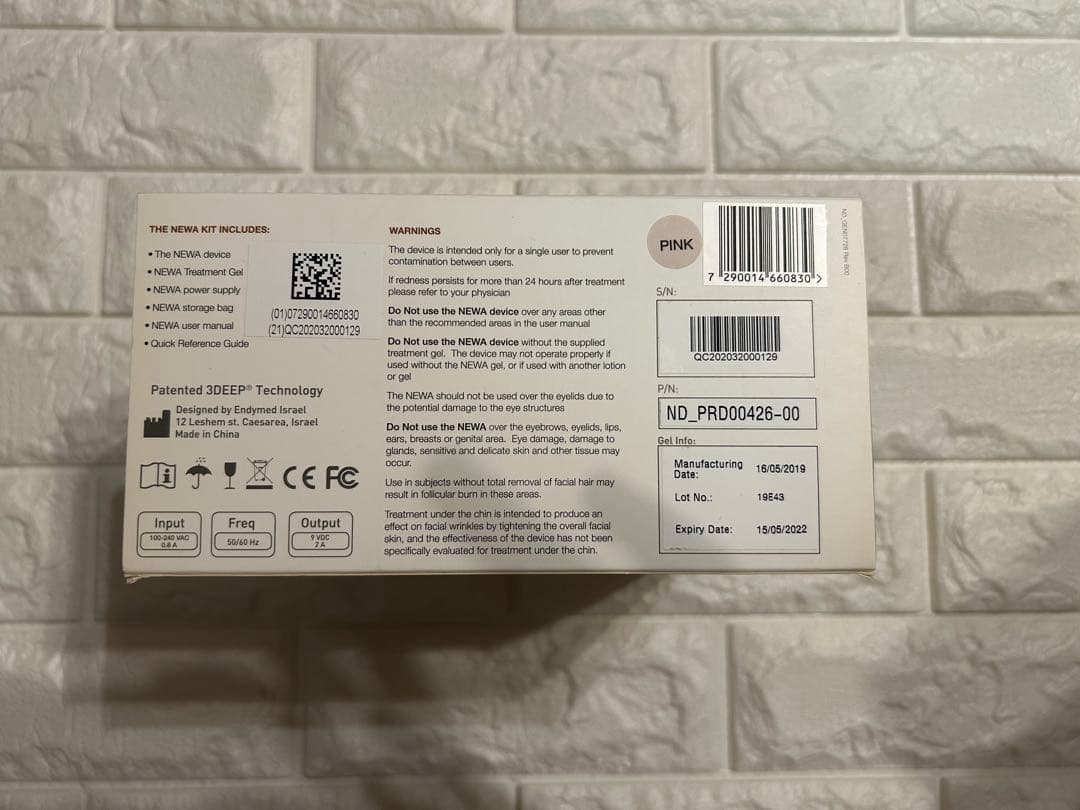 THE NEWA KIT INCLUDES:
• The NEWA device
• NEWA Treatment Gel
• NEWA power supply
• NEWA storage bag
• NEWA user manual
• Quick Reference Guide
(01)07290014660830
(21)QC202032000129
Patented 3DEEP® Technology
Designed by Endymed Israel
12 Leshem st. Caesarea, Israel
Made in China
CE FC
Input
100-240 VAC
0.6 A
Freq
50/60 Hz
Output
9 VDC
2 A
WARNINGS
The device is intended only for a single user to prevent
contamination between users.
If redness persists for more than 24 hours after treatment
please refer to your physician
Do Not use the NEWA device over any areas other
than the recommended areas in the user manual
Do Not use the NEWA device without the supplied
treatment gel. The device may not operate properly if
used without the NEWA gel, or if used with another lotion
or gel
The NEWA should not be used over the eyelids due to
the potential damage to the eye structures
Do Not use the NEWA over the eyebrows, eyelids, lips,
ears, breasts or genital area. Eye damage, damage to
glands, sensitive and delicate skin and other tissue may
occur.
Use in subjects without total removal of facial hair may
result in follicular burn in these areas.
Treatment under the chin is intended to produce an
effect on facial wrinkles by tightening the overall facial
skin, and the effectiveness of the device has not been
specifically evaluated for treatment under the chin.
PINK
7 290014 660830 >
S/N:
QC202032000129
P/N:
ND_PRD00426-00
Gel Info:
Manufacturing
Date: 16/05/2019
Lot No.: 19E43
Expiry Date: 15/05/2022